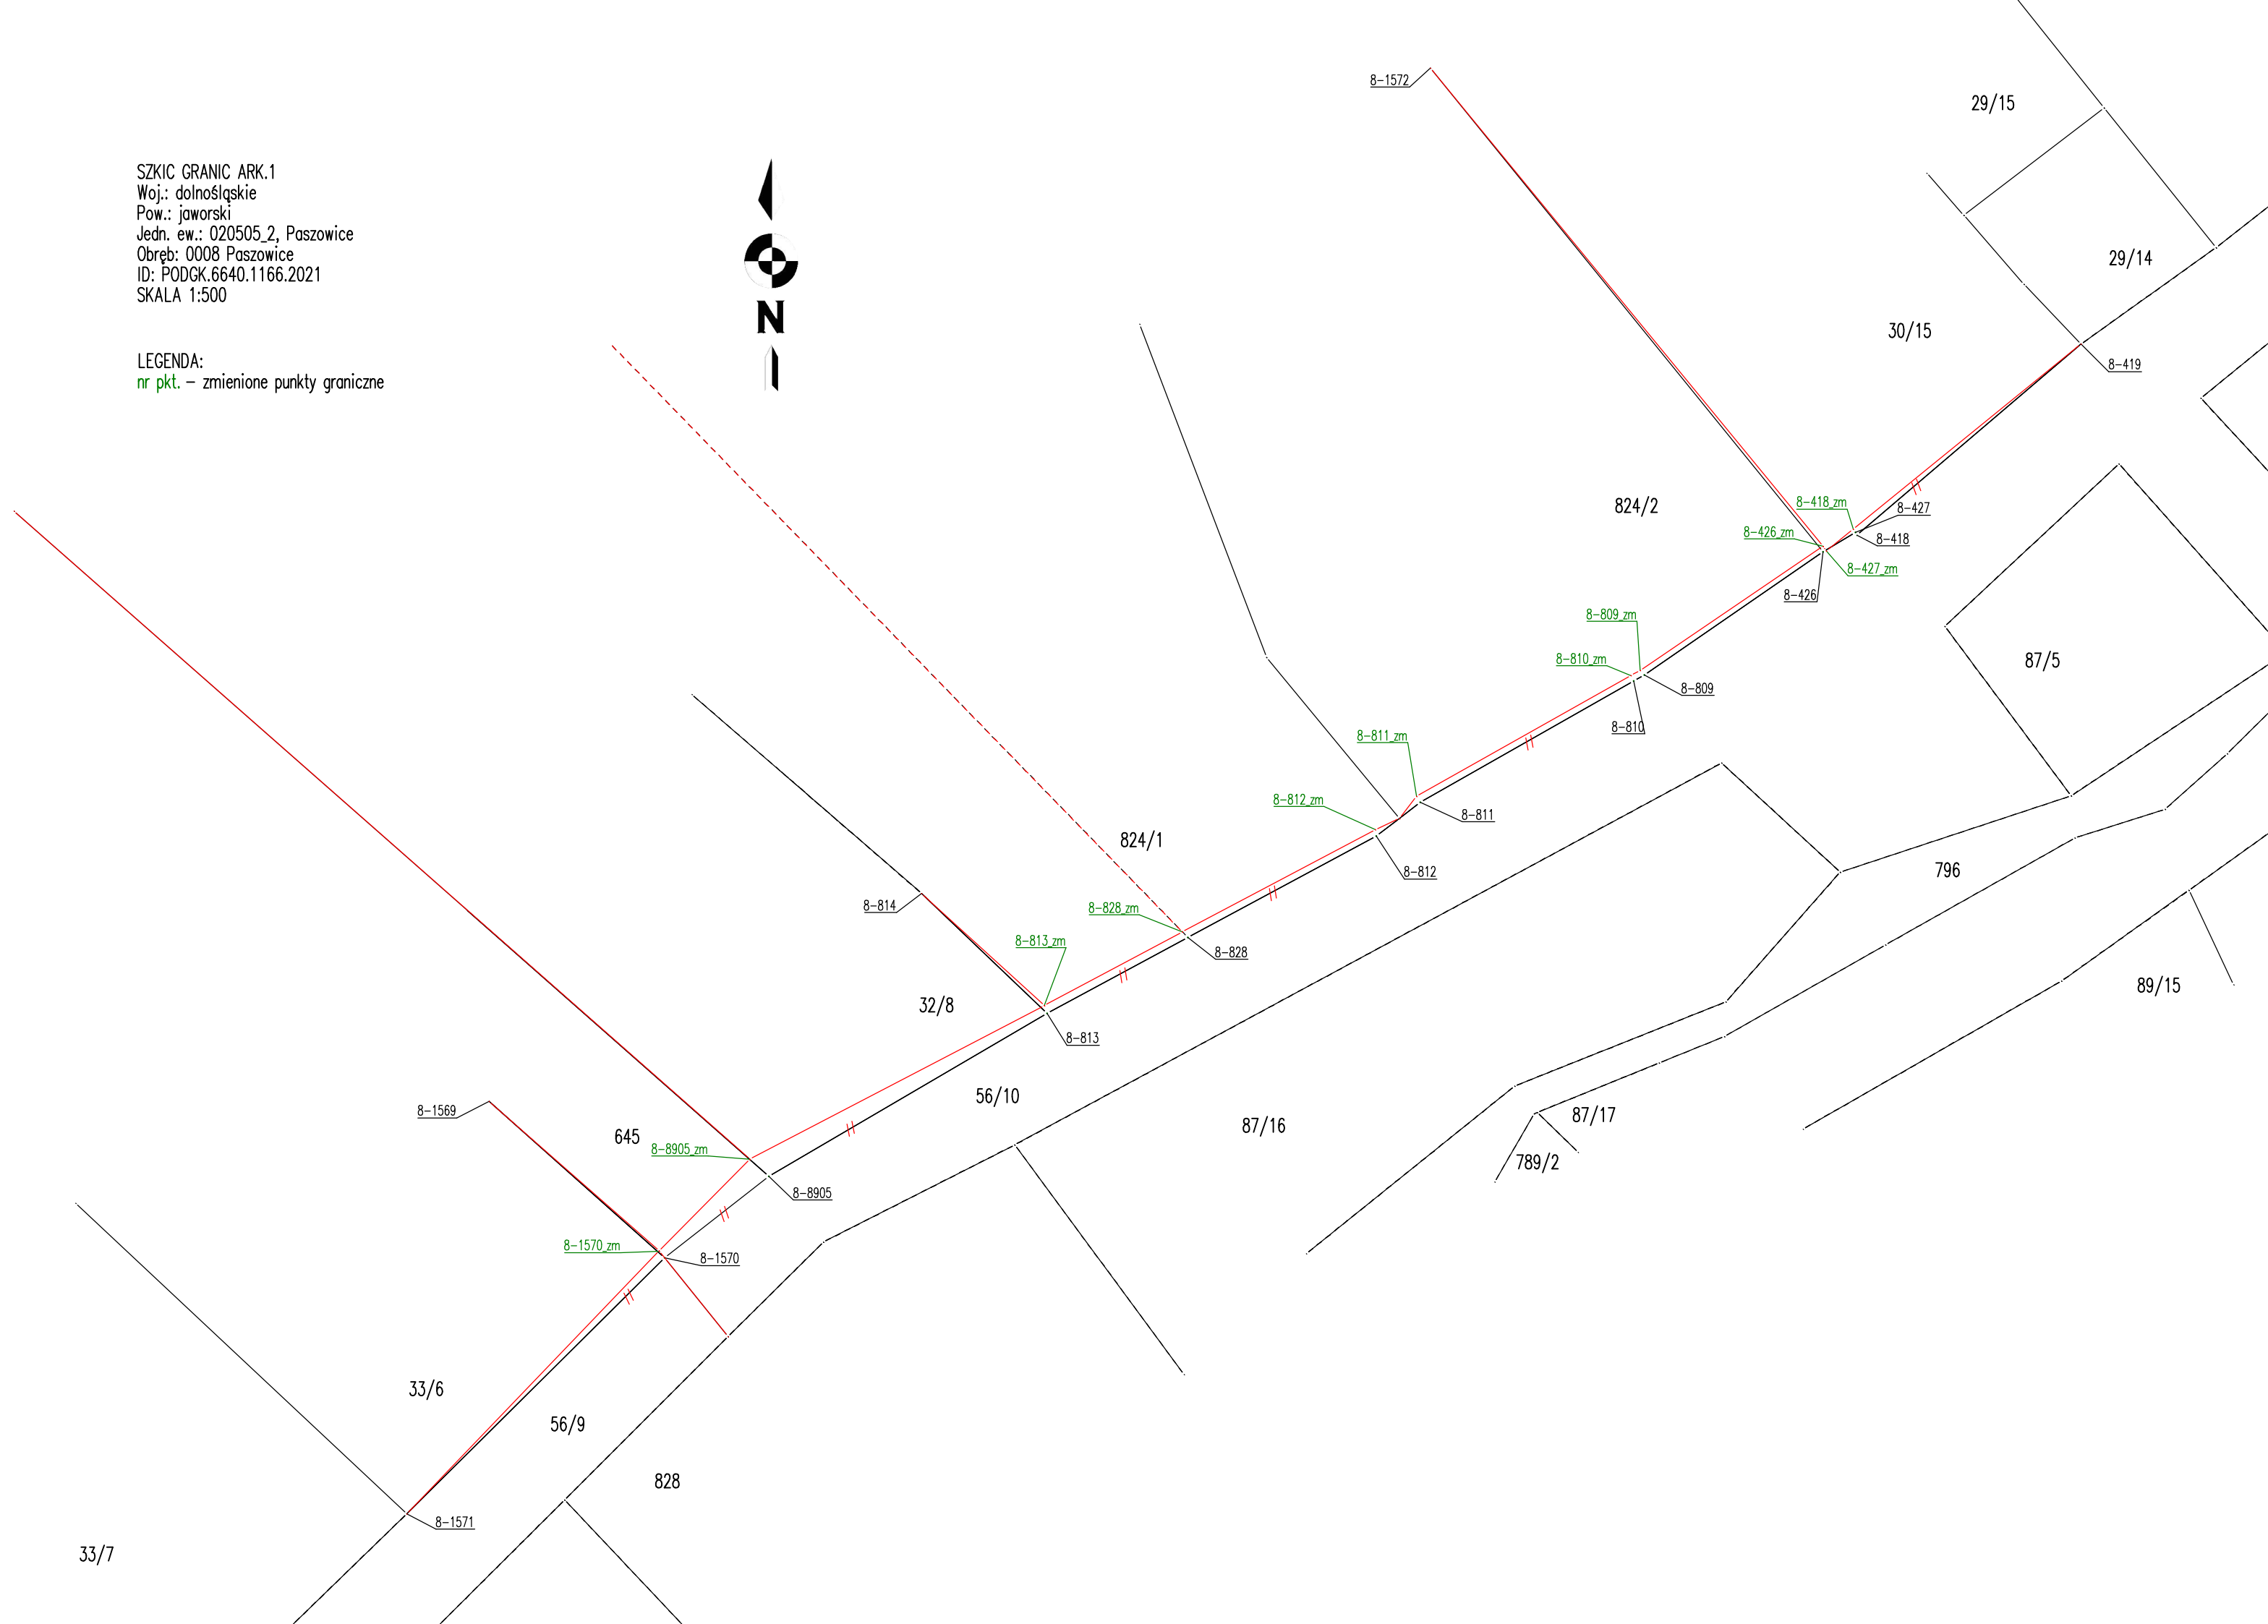 SZKIC GRANIC ARK.1
Woj.: dolnośląskie
Pow.: jaworski
Jedn. ew.: 020505_2, Paszowice
Obręb: 0008 Paszowice
ID: PODGK.6640.1166.2021
SKALA 1:500
LEGENDA:
nr pkt. – zmienione punkty graniczne
N
8-1572
29/15
29/14
30/15
8-419
824/2
8-418_zm
8-427
8-426_zm
8-418
8-427_zm
8-426
8-809_zm
8-810_zm
87/5
8-809
8-810
8-811_zm
8-812_zm
8-811
824/1
8-812
796
8-814
8-828_zm
8-813_zm
8-828
89/15
32/8
8-813
56/10
8-1569
87/17
87/16
645
8-8905_zm
789/2
8-8905
8-1570_zm
8-1570
33/6
56/9
828
8-1571
33/7